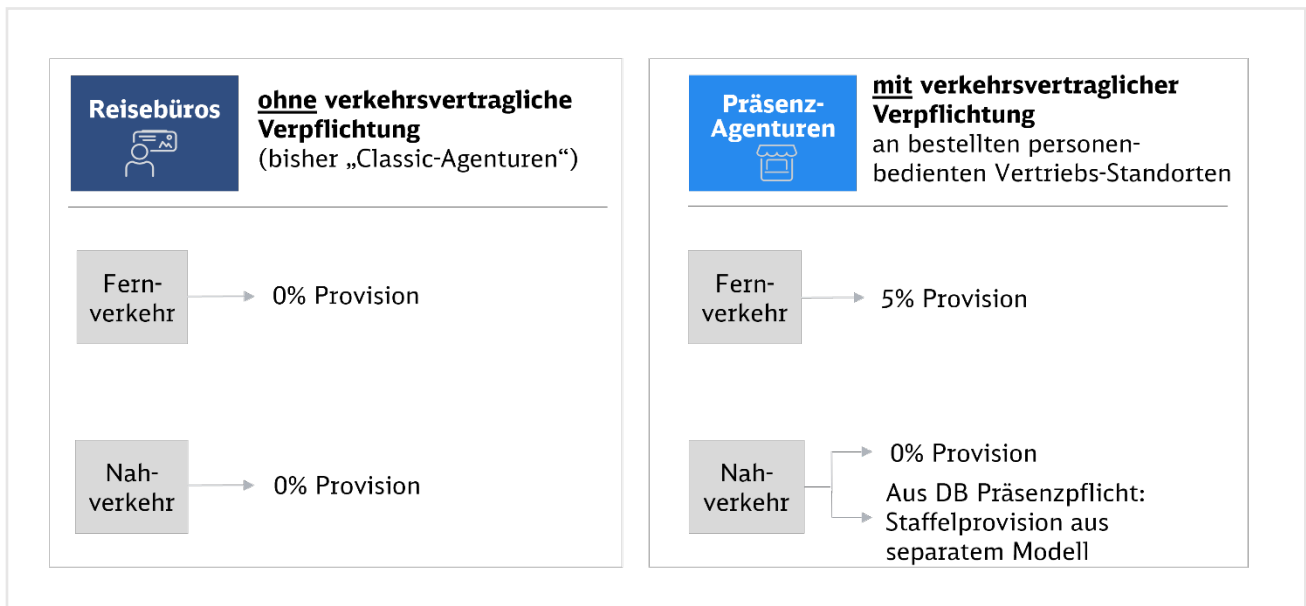 Reisebüros
ohne verkehrsvertragliche
Verpflichtung
(bisher „Classic-Agenturen“)
Fern-
verkehr
0% Provision
Nah-
verkehr
0% Provision
Präsenz-
Agenturen
mit verkehrsvertraglicher
Verpflichtung
an bestellten personen-
bedienten Vertriebs-Standorten
Fern-
verkehr
5% Provision
Nah-
verkehr
0% Provision
Aus DB Präsenzpflicht:
Staffelprovision aus
separatem Modell